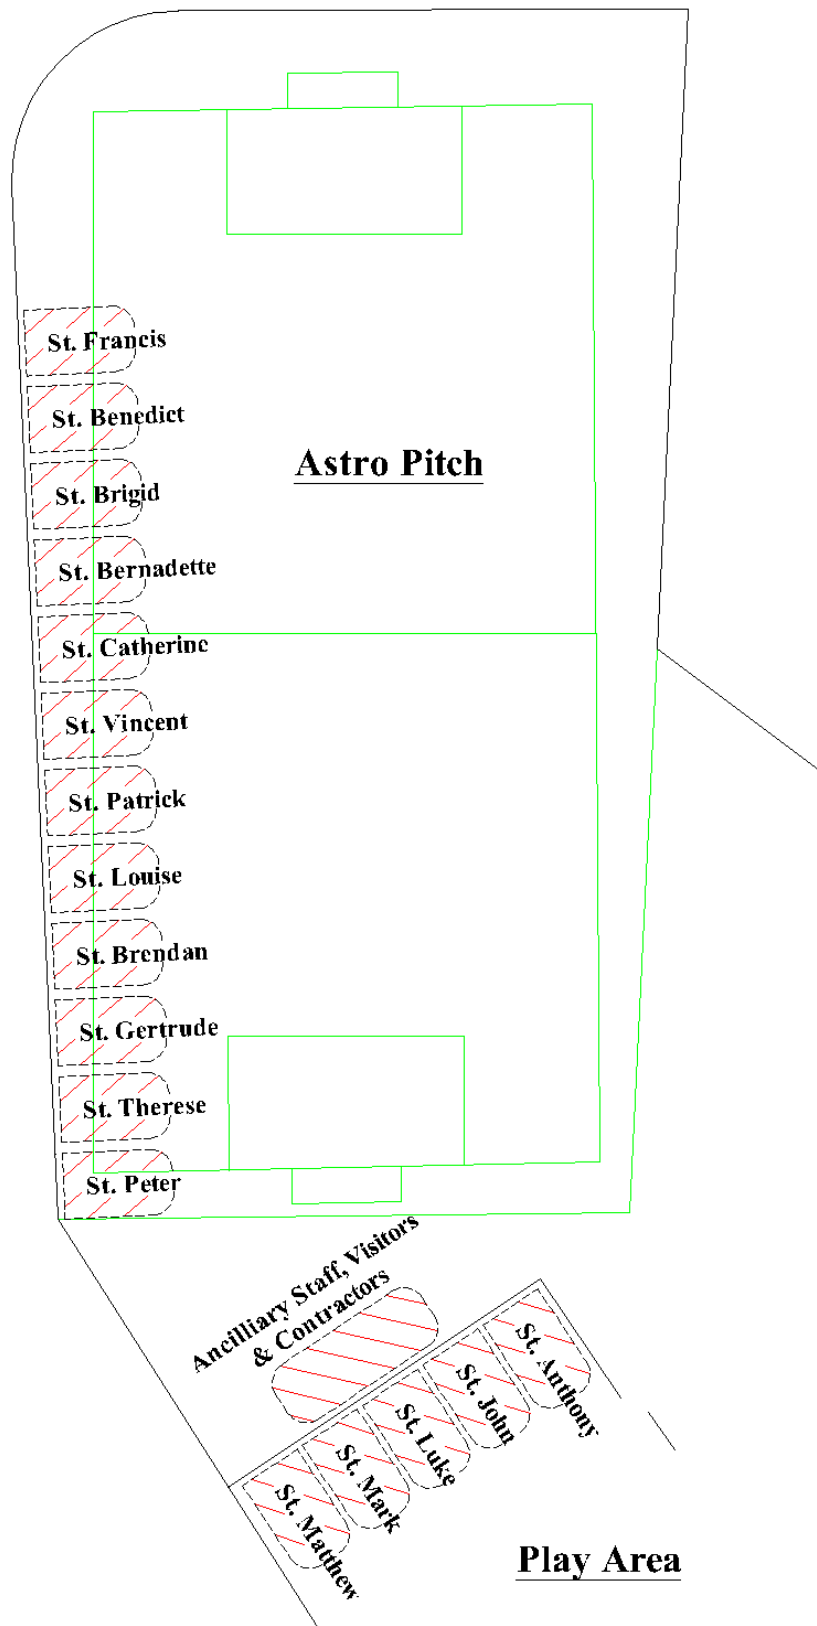 St. Francis
St. Benedict
Astro Pitch
St. Brigid
St. Bernadette
St. Catherine
St. Vincent
St. Patrick
St. Louise
St. Brendan
St. Gertrude
St. Therese
St. Peter
Ancilliary Staff, Visitors
& Contractors
St. Anthony
St. John
St. Luke
St. Mark
St. Matthew
Play Area